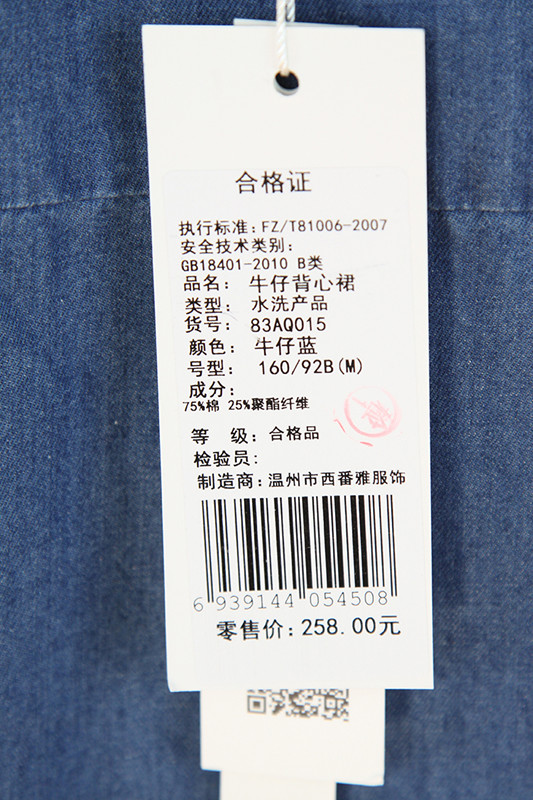 合格证
执行标准：FZ/T81006-2007
安全技术类别：
GB18401-2010 B类
品名： 牛仔背心裙
类型： 水洗产品
货号： 83AQ015
颜色： 牛仔蓝
号型： 160/92B(M)
成分：
75%棉 25%聚酯纤维
等 级：合格品
检验员：
制造商：温州市西番雅服饰
6 939144 054508
零售价：258.00元